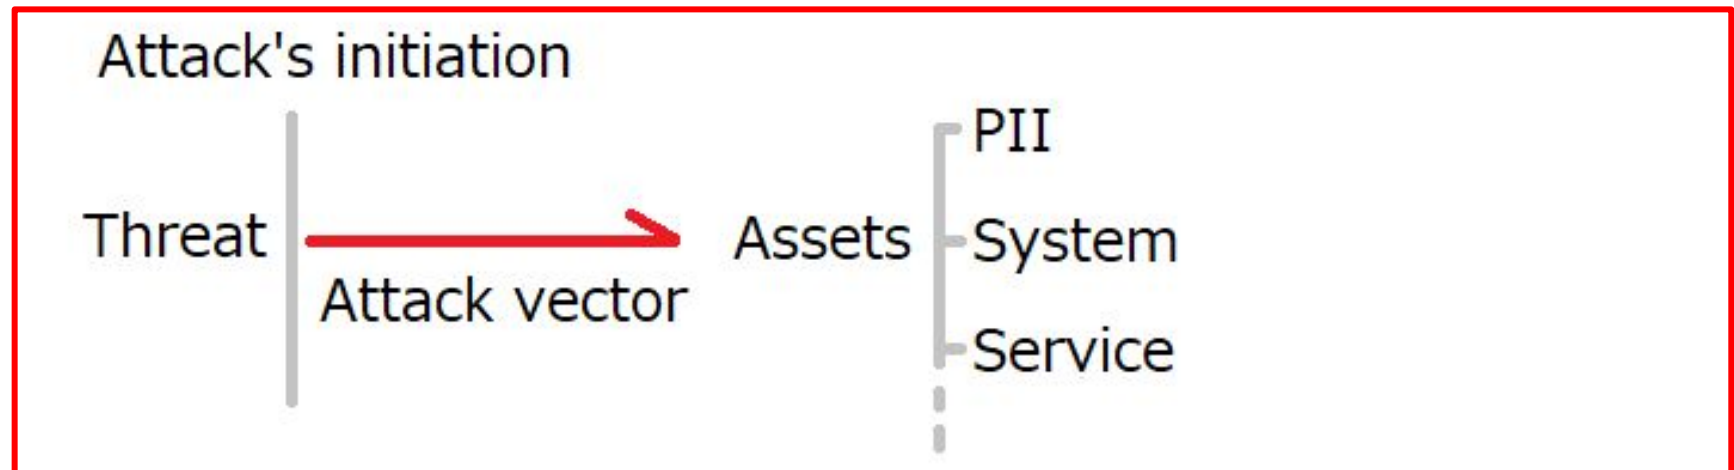 Attack's initiation
PII
Threat
Assets
System
Attack vector
Service